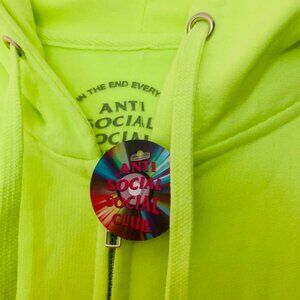 IN THE END EVERY
ANTI
SOCIAL
SOCIAL
ANTI
SOCIAL
SOCIAL
CLUB